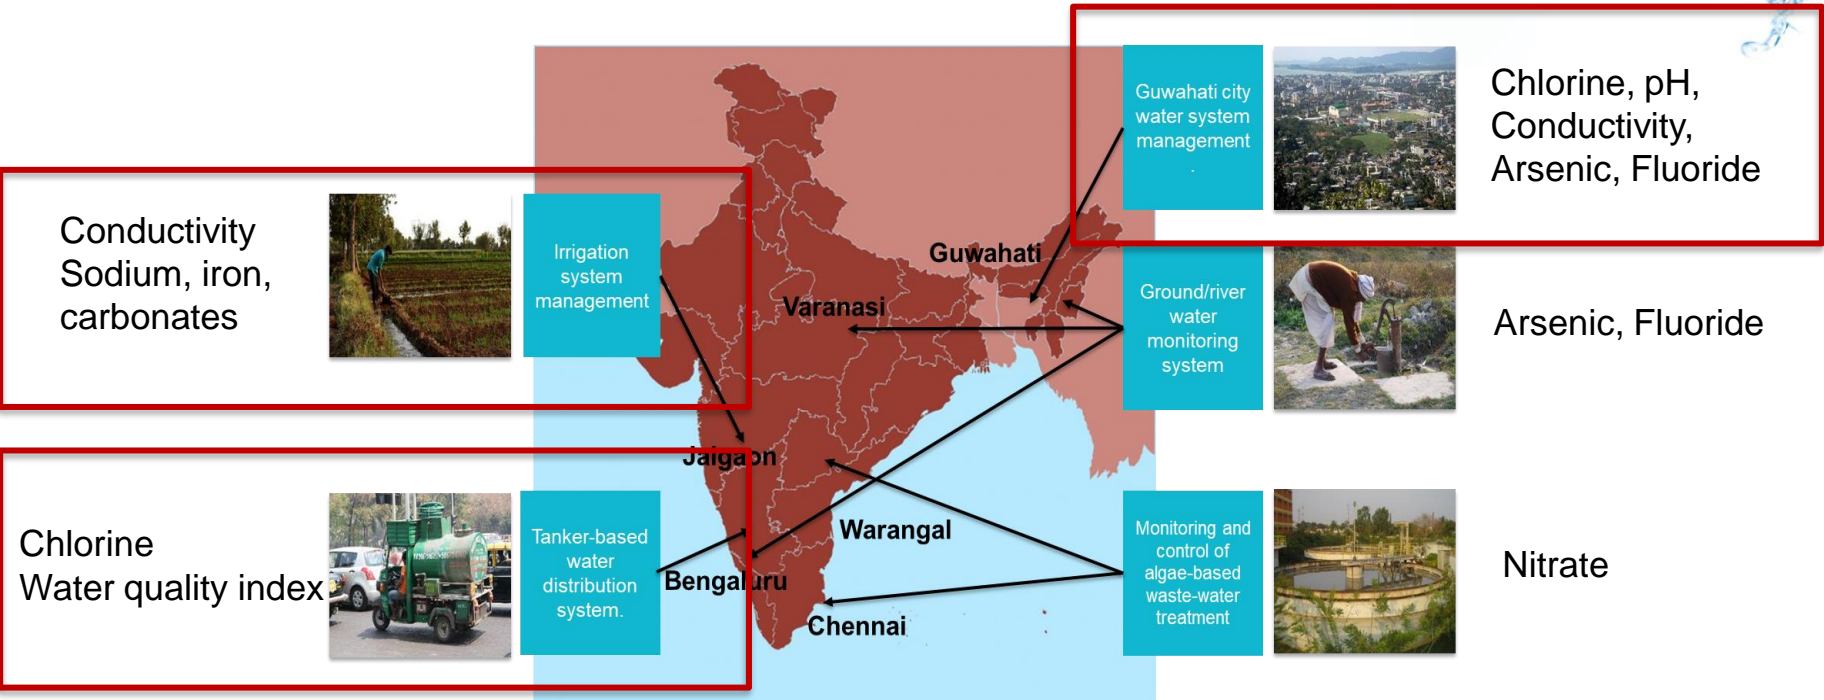 Guwahati city
water system
management
.
Chlorine, pH,
Conductivity,
Arsenic, Fluoride
Conductivity
Sodium, iron,
carbonates
Irrigation
system
management
Guwahati
Varanasi
Ground/river
water
monitoring
system
Arsenic, Fluoride
Jalgaon
Chlorine
Water quality index
Tanker-based
water
distribution
system.
Warangal
Bengaluru
Chennai
Monitoring and
control of
algae-based
waste-water
treatment
Nitrate